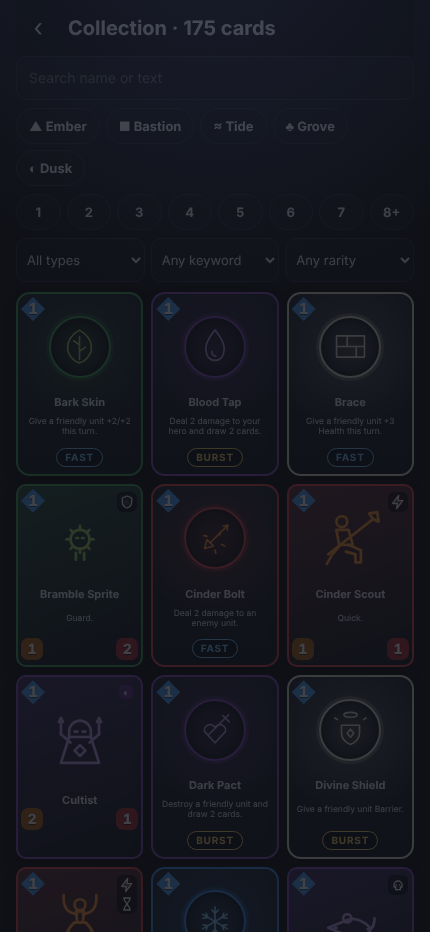 Collection · 175 cards
Search name or text
Ember
Bastion
Tide
Grove
Dusk
1
2
3
4
5
6
7
8+
All types
Any keyword
Any rarity
1
Bark Skin
Give a friendly unit +2/+2
this turn.
FAST
1
Blood Tap
Deal 2 damage to your
hero and draw 2 cards.
BURST
1
Brace
Give a friendly unit +3
Health this turn.
FAST
1
Bramble Sprite
Guard.
1
2
1
Cinder Bolt
Deal 2 damage to an
enemy unit.
FAST
1
Cinder Scout
Quick.
1
1
1
Cultist
2
1
1
Dark Pact
Destroy a friendly unit and
draw 2 cards.
BURST
1
Divine Shield
Give a friendly unit Barrier.
BURST
1
1
1